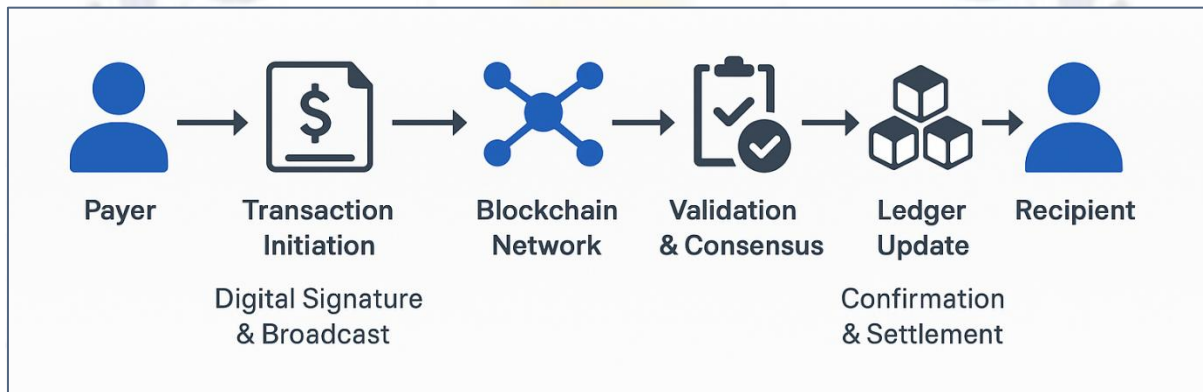 $
Payer
Transaction
Initiation
Digital Signature
& Broadcast
Blockchain
Network
Validation
& Consensus
Ledger
Update
Confirmation
& Settlement
Recipient